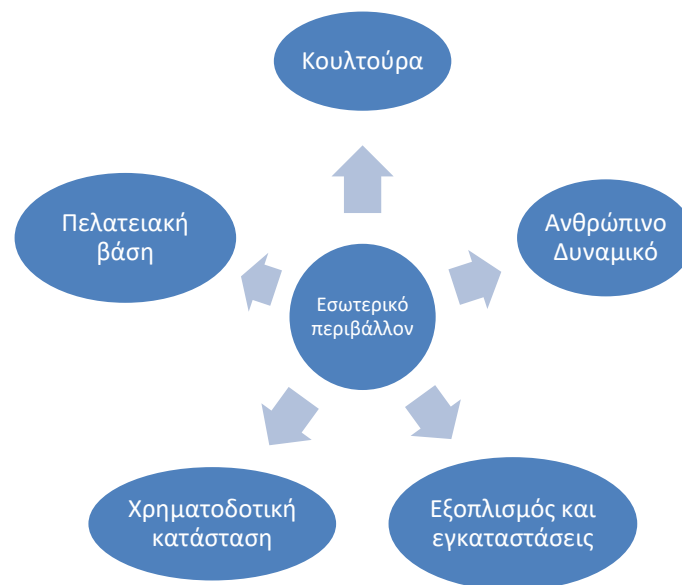 Κουλτούρα
Πελατειακή
βάση
Ανθρώπινο
Δυναμικό
Εσωτερικό
περιβάλλον
Χρηματοδοτική
κατάσταση
Εξοπλισμός και
εγκαταστάσεις